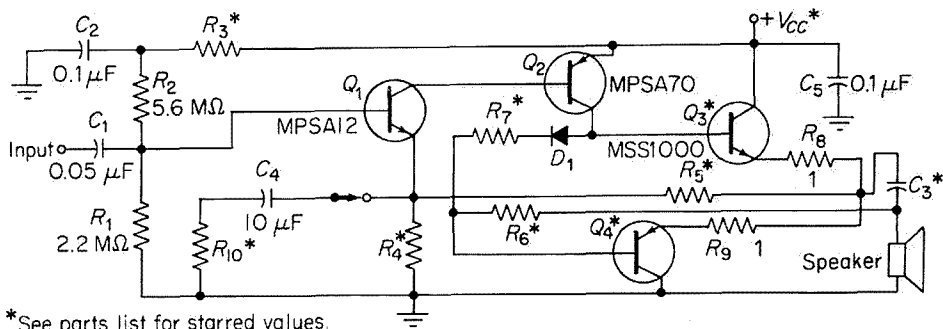 +VCC*
C2
0.1 µF
R3*
R2
5.6 MΩ
Q1
MPSA12
Q2
MPSA70
C5
0.1 µF
Input
C1
0.05 µF
R7*
D1
Q3*
MSS1000
R8
1
R5*
C3*
R1
2.2 MΩ
C4
10 µF
R10*
R4*
R6*
Q4*
R9
1
Speaker
*See parts list for starred values.